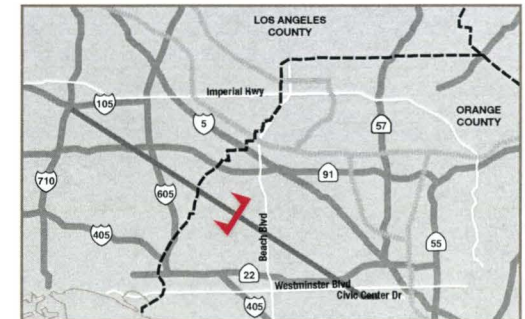 LOS ANGELES
COUNTY
Imperial Hwy
105
5
ORANGE
COUNTY
57
91
710
605
405
Beach Blvd
55
22
Westminster Blvd
Civic Center Dr
405